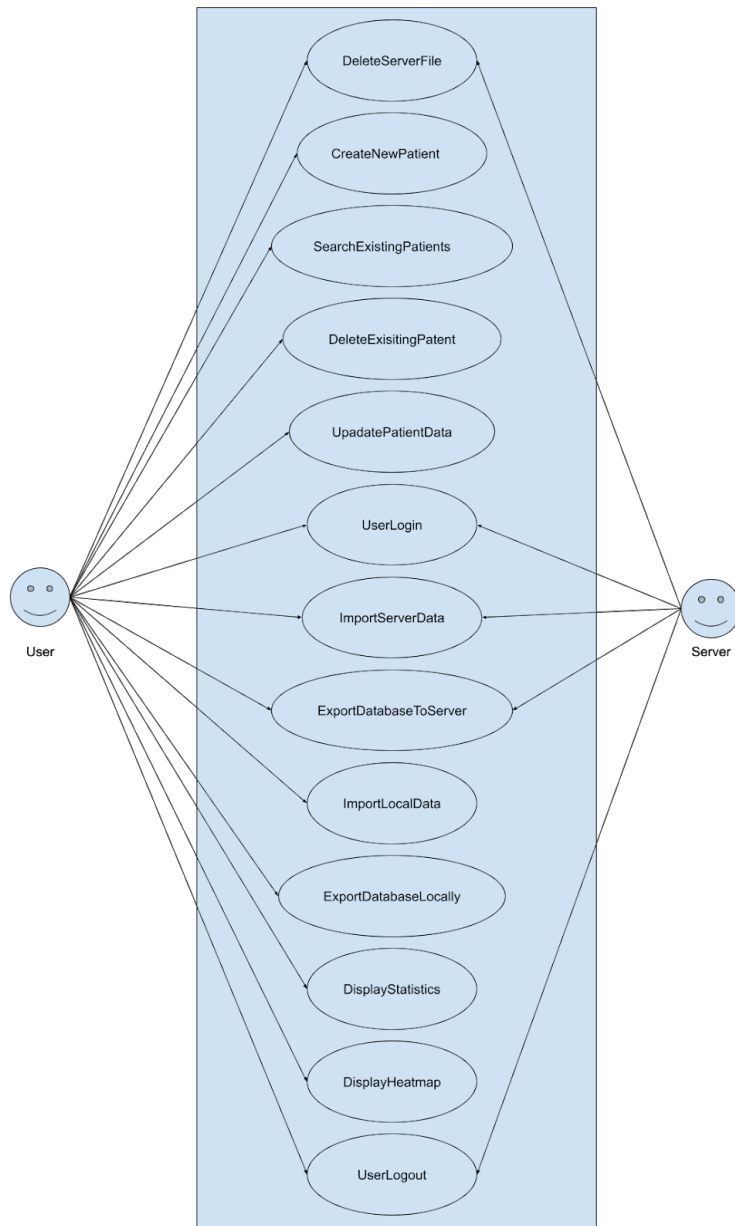 DeleteServerFile
CreateNewPatient
SearchExistingPatients
DeleteExisitingPatent
UpadatePatientData
UserLogin
ImportServerData
User
Server
ExportDatabaseToServer
ImportLocalData
ExportDatabaseLocally
DisplayStatistics
DisplayHeatmap
UserLogout